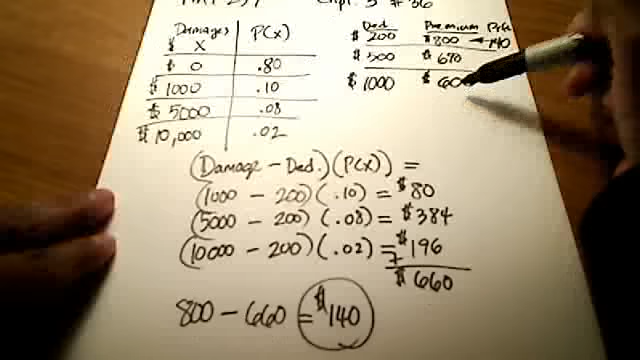 Chpt. 5 # 36
Damages P(x)
$ X
$ 0 .80
$ 1000 .10
$ 5000 .08
$ 10,000 .02
Ded. Premium
$ 200 $ 800 ← 140
$ 500 $ 670
$ 1000 $ 60
(Damage - Ded.)(P(x)) =
(1000 - 200)(.10) = $80
(5000 - 200)(.08) = $384
(10000 - 200)(.02) = $196
+
$ 660
800 - 660 = $140